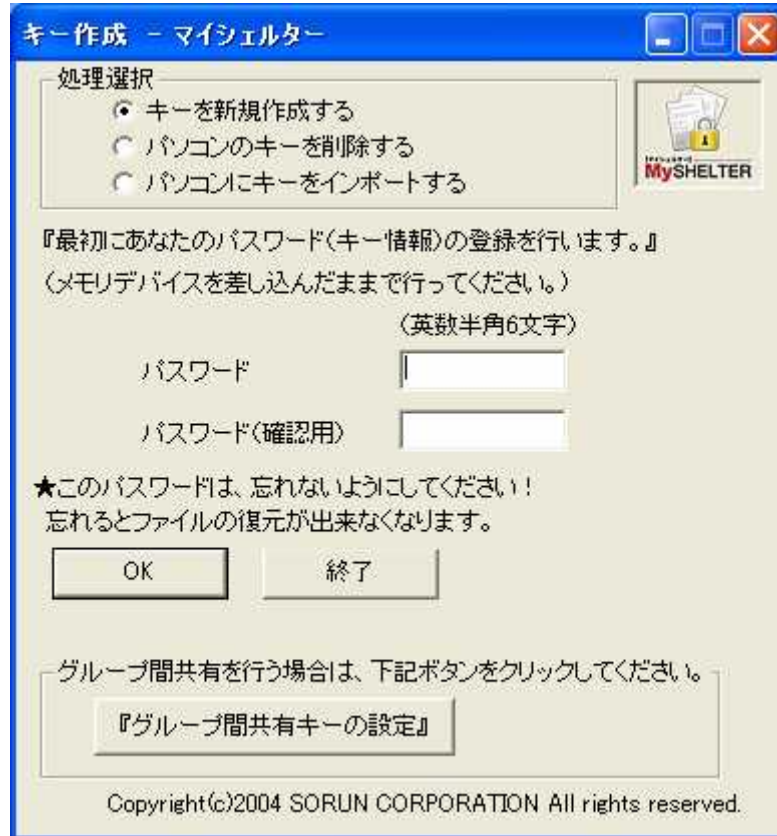 キー作成 - マイシェルター
処理選択
キーを新規作成する
パソコンのキーを削除する
パソコンにキーをインポートする
MySHELTER
『最初にあなたのパスワード(キー情報)の登録を行います。』
(メモリデバイスを差し込んだままで行ってください。)
(英数半角6文字)
パスワード
パスワード(確認用)
★このパスワードは、忘れないようにしてください!
忘れるとファイルの復元が出来なくなります。
OK 終了
グループ間共有を行う場合は、下記ボタンをクリックしてください。
『グループ間共有キーの設定』
Copyright(c)2004 SORUN CORPORATION All rights reserved.